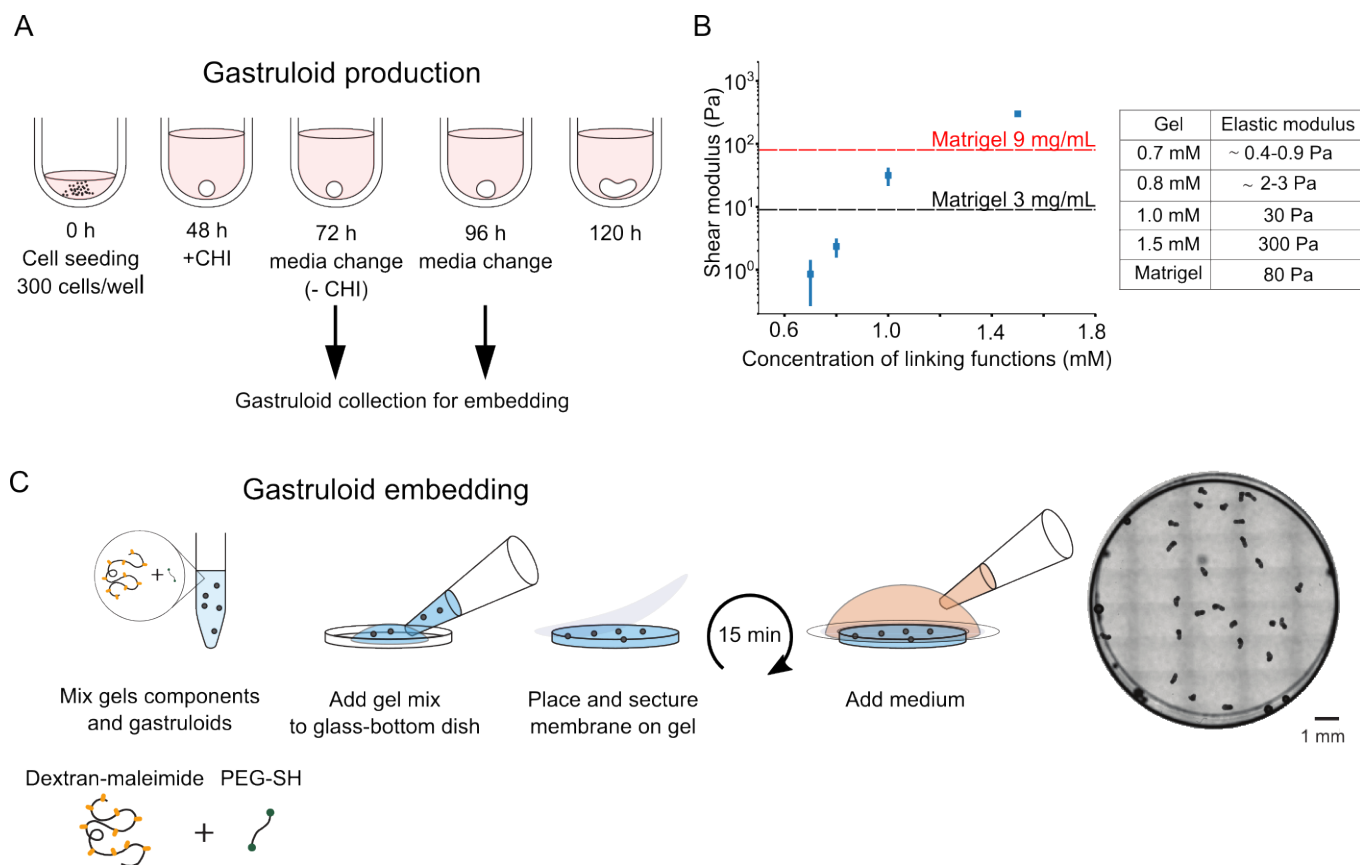 A
Gastruloid production
0 h
Cell seeding
300 cells/well
48 h
+CHI
72 h
media change
(- CHI)
96 h
media change
120 h
Gastruloid collection for embedding
B
Shear modulus (Pa)
10³
10²
10¹
10⁰
Matrigel 9 mg/mL
Matrigel 3 mg/mL
0.6 1.0 1.4 1.8
Concentration of linking functions (mM)
Gel Elastic modulus
0.7 mM ~ 0.4-0.9 Pa
0.8 mM ~ 2-3 Pa
1.0 mM 30 Pa
1.5 mM 300 Pa
Matrigel 80 Pa
C
Gastruloid embedding
+
Mix gels components
and gastruloids
Add gel mix
to glass-bottom dish
Place and secture
membrane on gel
15 min
Add medium
1 mm
Dextran-maleimide PEG-SH
+